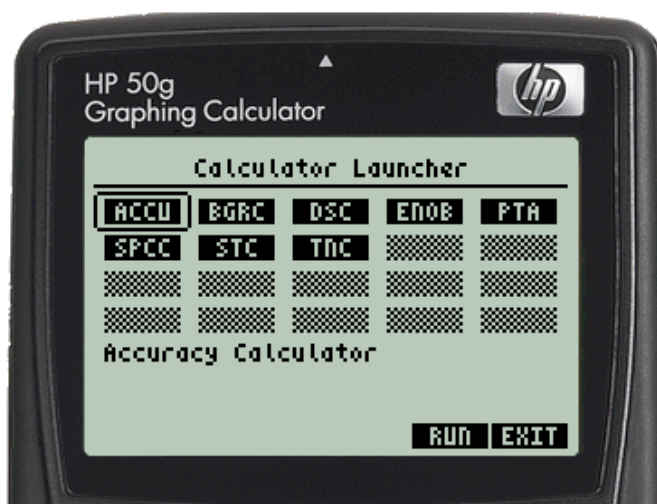 HP 50g
Graphing Calculator
hp
Calculator Launcher
ACCU BGRC DSC ENOB PTA
SPCC STC TNC
Accuracy Calculator
RUN EXIT